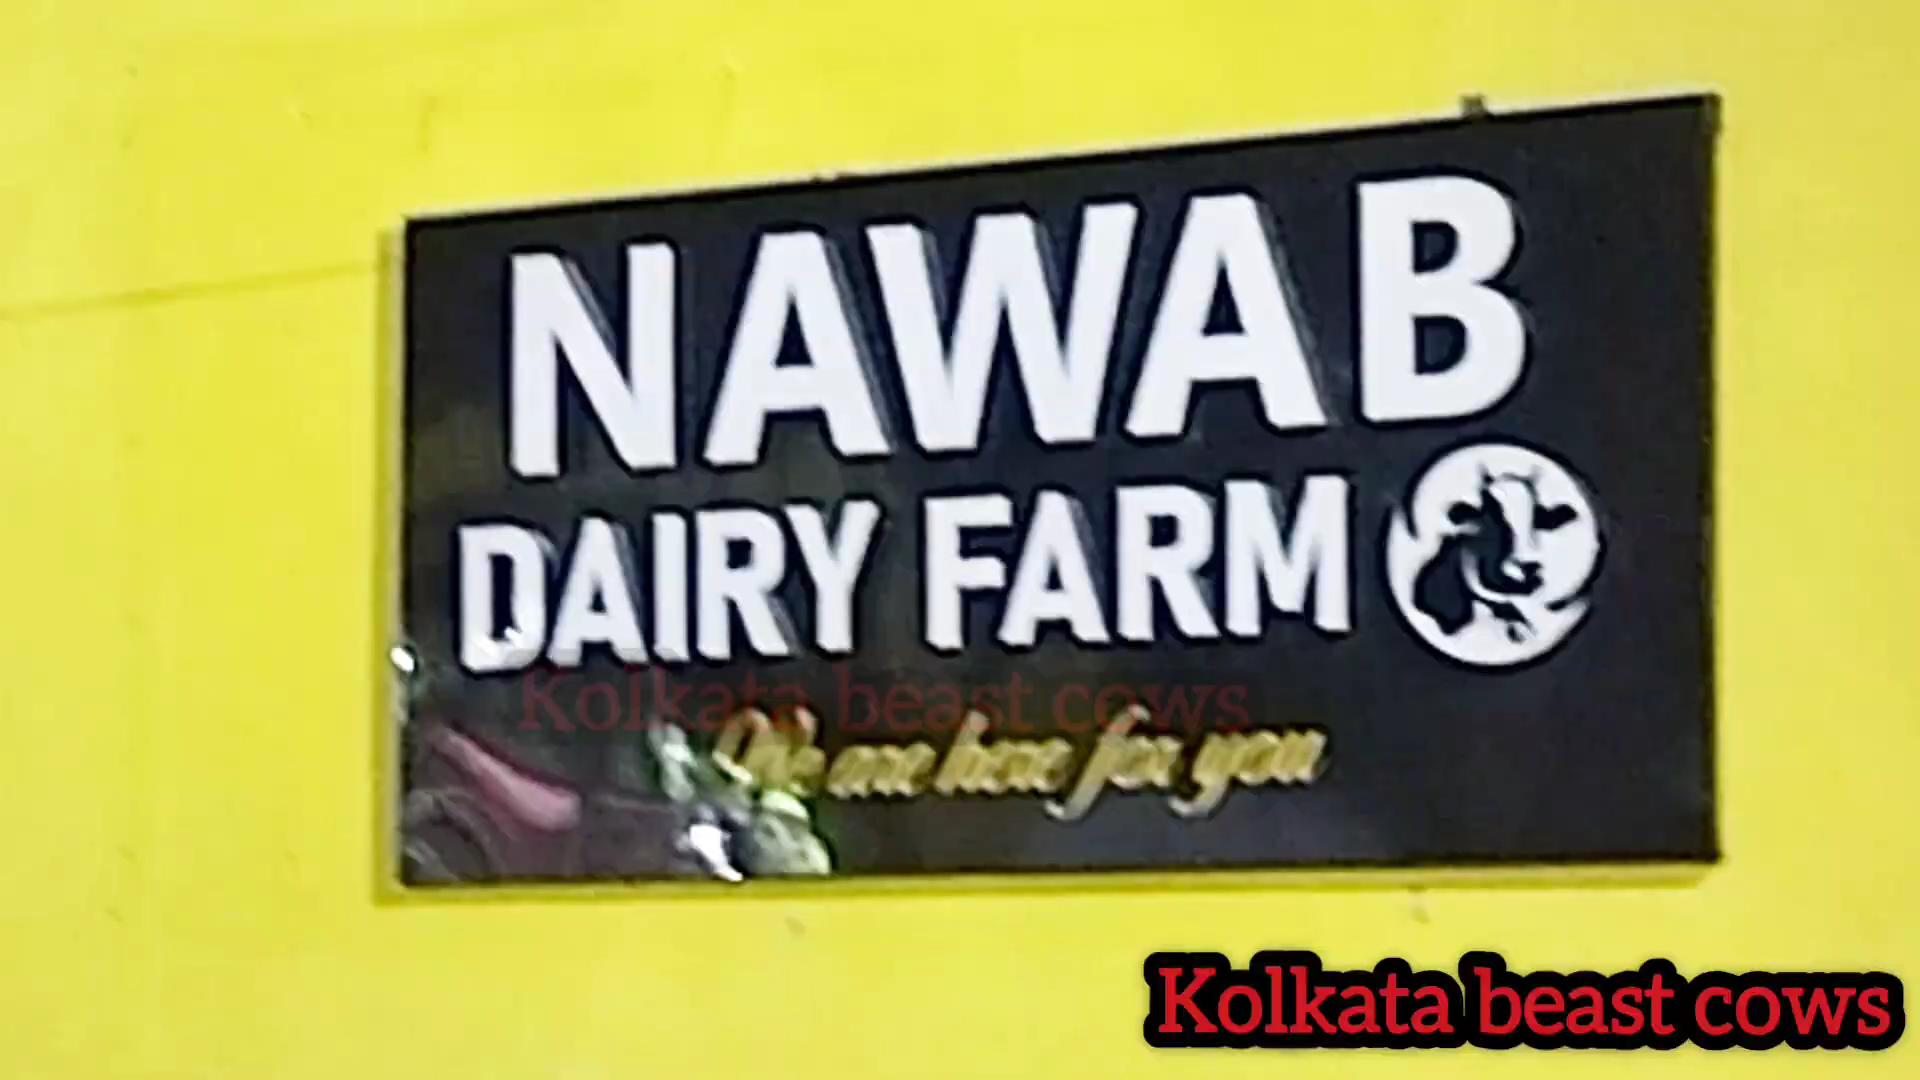 NAWAB
DAIRY FARM
Kolkata beast cows
We are here for you
Kolkata beast cows